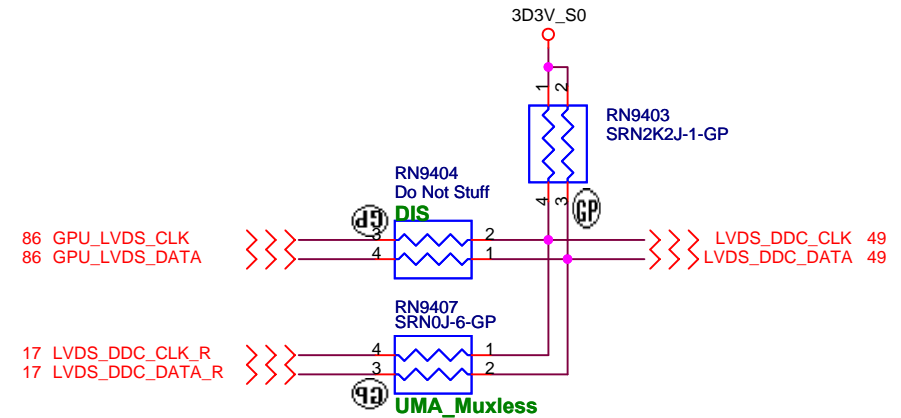 3D3V_S0
1 2
RN9403
SRN2K2J-1-GP
4 3
GP
RN9404
Do Not Stuff
DIS
GP
86 GPU_LVDS_CLK 3 2 LVDS_DDC_CLK 49
86 GPU_LVDS_DATA 4 1 LVDS_DDC_DATA 49
RN9407
SRN0J-6-GP
17 LVDS_DDC_CLK_R 4 1
17 LVDS_DDC_DATA_R 3 2
GP
UMA_Muxless